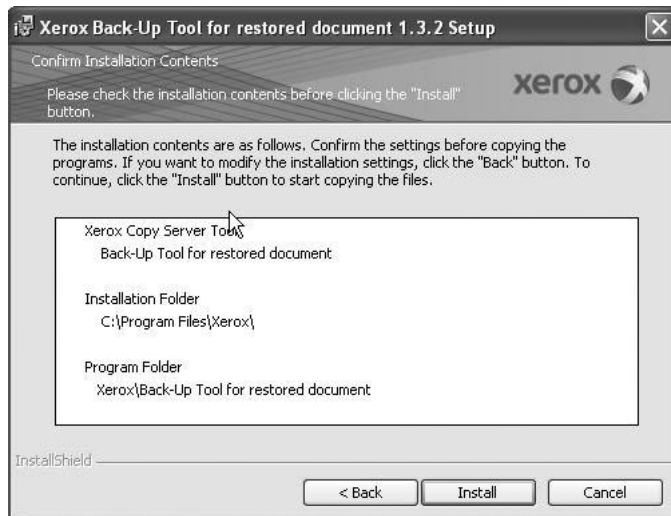 Xerox Back-Up Tool for restored document 1.3.2 Setup
Confirm Installation Contents
Please check the installation contents before clicking the "Install"
button.
xerox
The installation contents are as follows. Confirm the settings before copying the
programs. If you want to modify the installation settings, click the "Back" button. To
continue, click the "Install" button to start copying the files.
Xerox Copy Server Tools
Back-Up Tool for restored document
Installation Folder
C:\Program Files\Xerox\
Program Folder
Xerox\Back-Up Tool for restored document
InstallShield
< Back
Install
Cancel